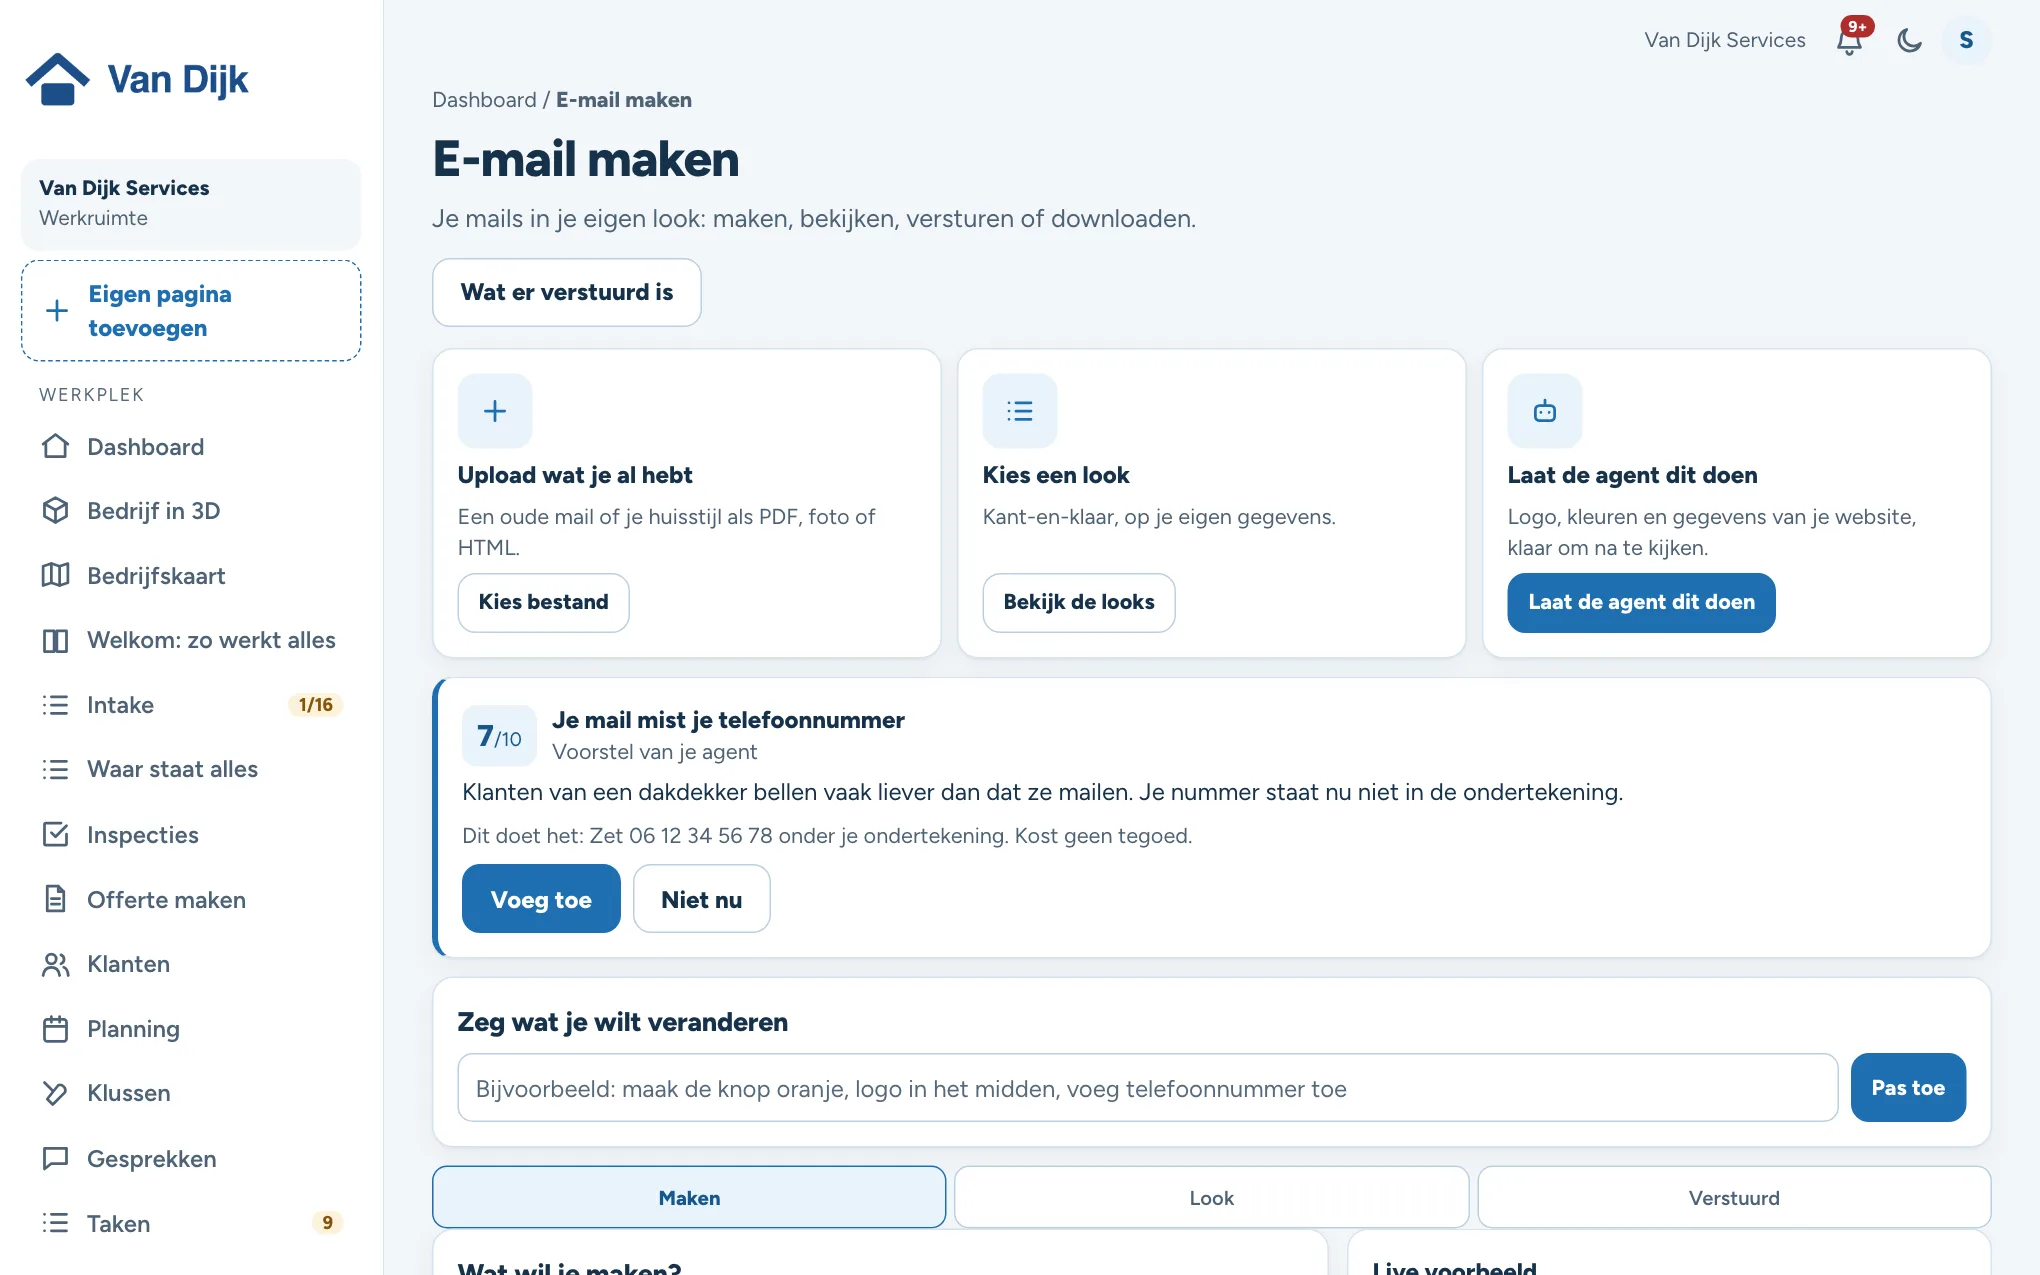 Van Dijk
Van Dijk Services
Werkruimte
Eigen pagina
toevoegen
WERKPLEK
Dashboard
Bedrijf in 3D
Bedrijfskaart
Welkom: zo werkt alles
Intake 1/16
Waar staat alles
Inspecties
Offerte maken
Klanten
Planning
Klussen
Gesprekken
Taken 9
Van Dijk Services 9+ S
Dashboard / E-mail maken
E-mail maken
Je mails in je eigen look: maken, bekijken, versturen of downloaden.
Wat er verstuurd is
Upload wat je al hebt
Een oude mail of je huisstijl als PDF, foto of
HTML.
Kies bestand
Kies een look
Kant-en-klaar, op je eigen gegevens.
Bekijk de looks
Laat de agent dit doen
Logo, kleuren en gegevens van je website,
klaar om na te kijken.
Laat de agent dit doen
7/10
Je mail mist je telefoonnummer
Voorstel van je agent
Klanten van een dakdekker bellen vaak liever dan dat ze mailen. Je nummer staat nu niet in de ondertekening.
Dit doet het: Zet 06 12 34 56 78 onder je ondertekening. Kost geen tegoed.
Voeg toe Niet nu
Zeg wat je wilt veranderen
Bijvoorbeeld: maak de knop oranje, logo in het midden, voeg telefoonnummer toe
Pas toe
Maken Look Verstuurd
Wat wil je maken?
Live voorbeeld